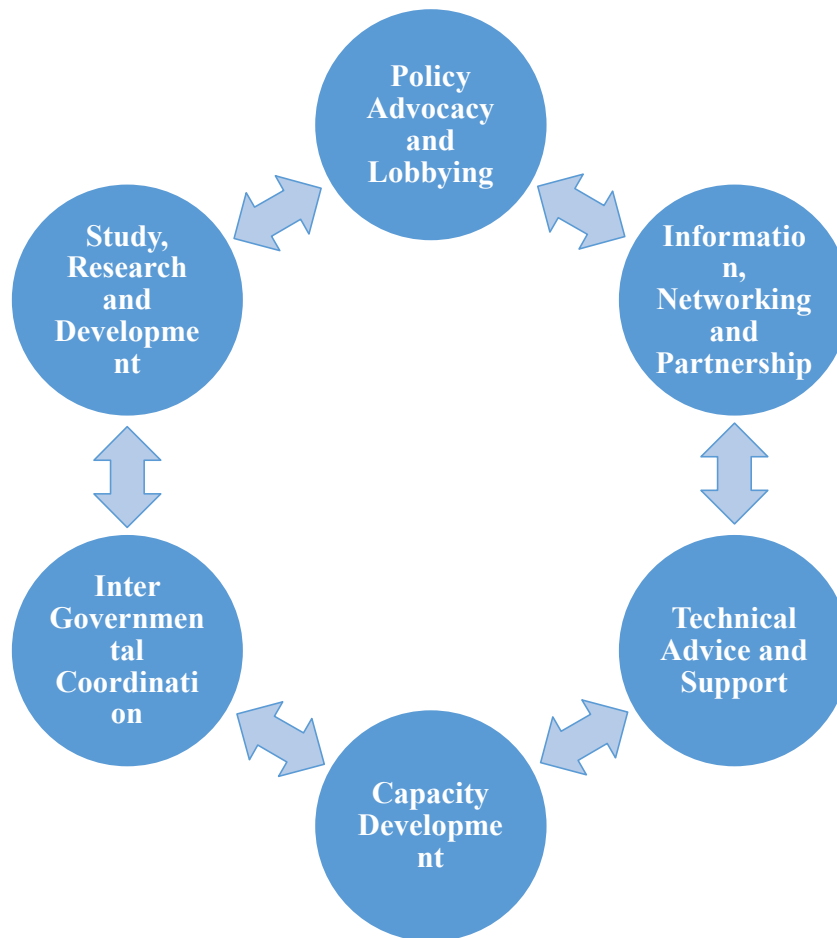 Policy
Advocacy
and
Lobbying
Information
n,
Networking
and
Partnership
Technical
Advice and
Support
Capacity
Developme
nt
Inter
Governmen
tal
Coordinati
on
Study,
Research
and
Developme
nt